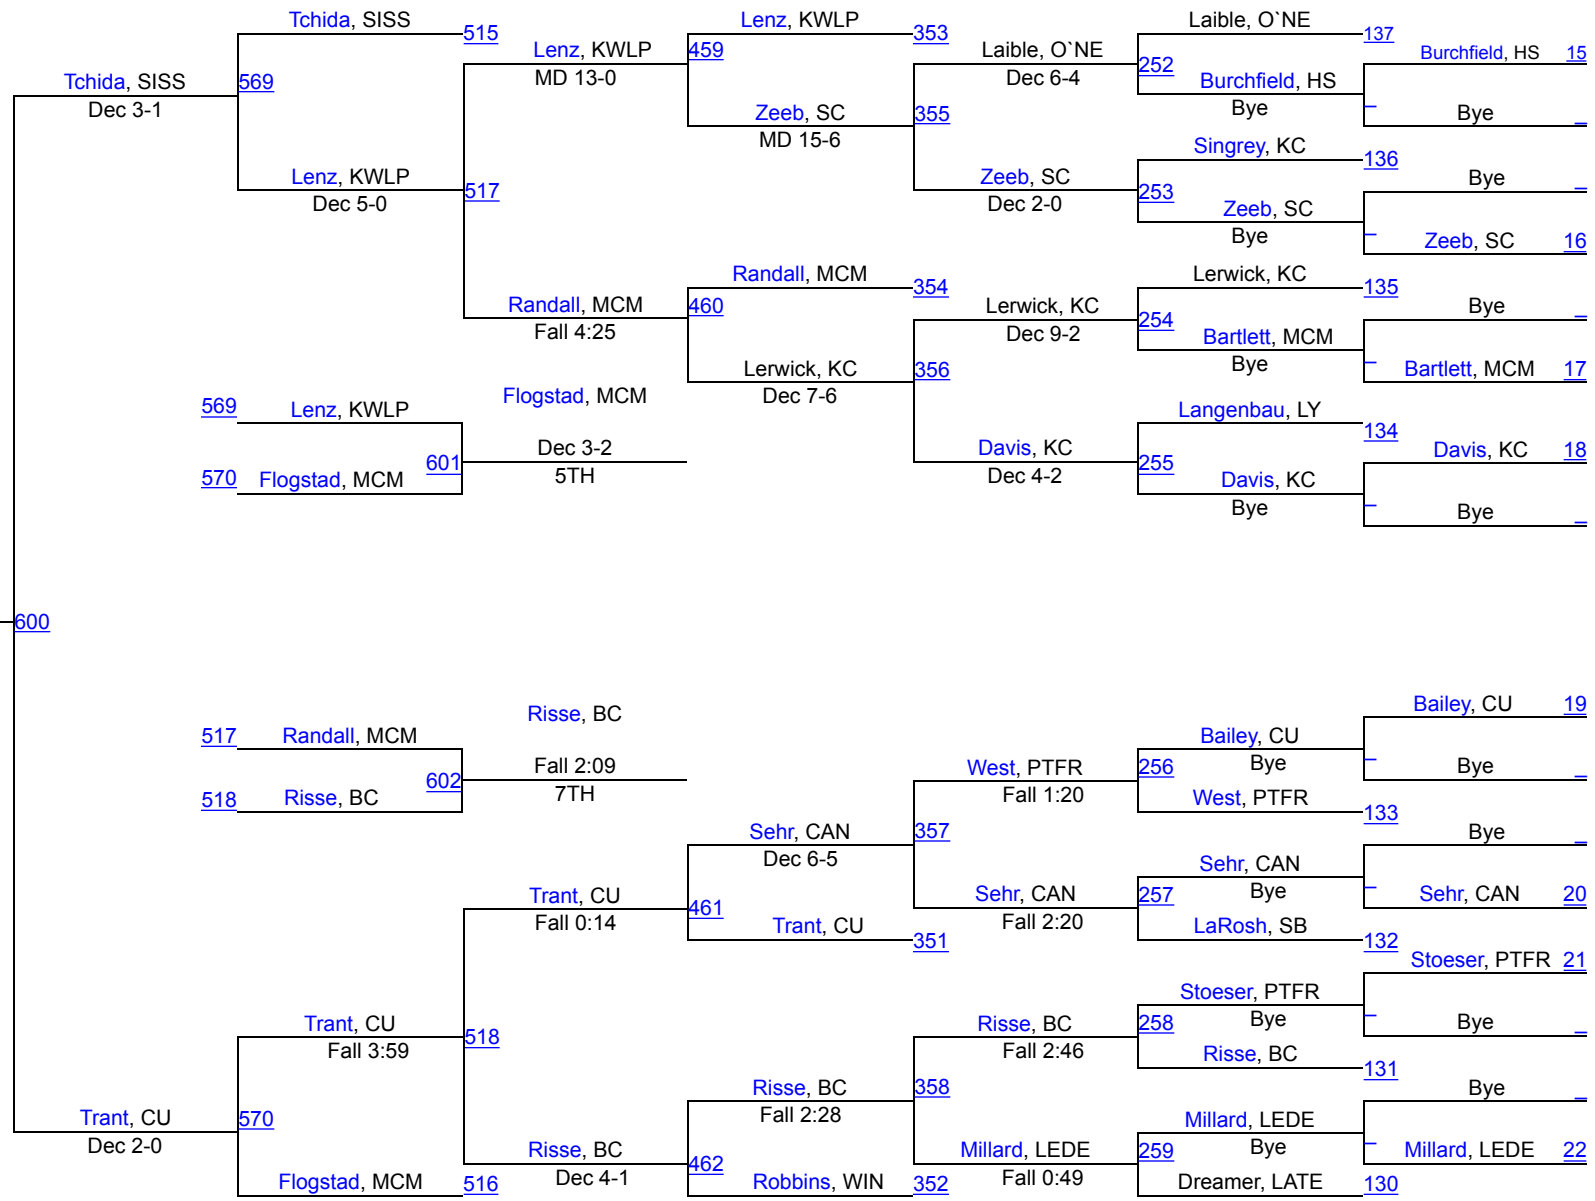 Tchida, SISS
515
Lenz, KWLP
353
Laible, O`NE
137
Burchfield, HS 15
Lenz, KWLP
459
Laible, O`NE
252
Tchida, SISS
569
MD 13-0
Dec 6-4
Burchfield, HS
Dec 3-1
Zeeb, SC
355
Bye
_
Bye
_
MD 15-6
Singrey, KC
136
Lenz, KWLP
517
Zeeb, SC
253
Bye
_
Dec 5-0
Dec 2-0
Zeeb, SC
Bye
_
Zeeb, SC 16
Randall, MCM
354
Lerwick, KC
135
Randall, MCM
460
Lerwick, KC
254
Bye
_
Fall 4:25
Dec 9-2
Bartlett, MCM
Lerwick, KC
356
Bye
_
Bartlett, MCM 17
Dec 7-6
Flogstad, MCM
569
Lenz, KWLP
Langenbau, LY
134
Dec 3-2
Davis, KC
Davis, KC 18
601
5TH
Dec 4-2
255
570
Flogstad, MCM
Davis, KC
Bye
_
Bye
_
600
Risse, BC
Bailey, CU 19
517
Randall, MCM
Bailey, CU
Fall 2:09
West, PTFR
256
Bye
_
Bye
_
602
7TH
Fall 1:20
518
Risse, BC
West, PTFR
133
Sehr, CAN
357
Bye
_
Dec 6-5
Sehr, CAN
Trant, CU
461
Sehr, CAN
257
Bye
_
Sehr, CAN 20
Fall 0:14
Trant, CU
351
Fall 2:20
LaRosh, SB
132
Stoeser, PTFR 21
Stoeser, PTFR
Trant, CU
518
Risse, BC
258
Bye
_
Bye
_
Fall 3:59
Fall 2:46
Risse, BC
131
Risse, BC
358
Bye
_
Trant, CU
570
Fall 2:28
Millard, LEDE
Dec 2-0
Risse, BC
462
Millard, LEDE
259
Bye
_
Millard, LEDE 22
Flogstad, MCM
516
Dec 4-1
Robbins, WIN
352
Fall 0:49
Dreamer, LATE
130